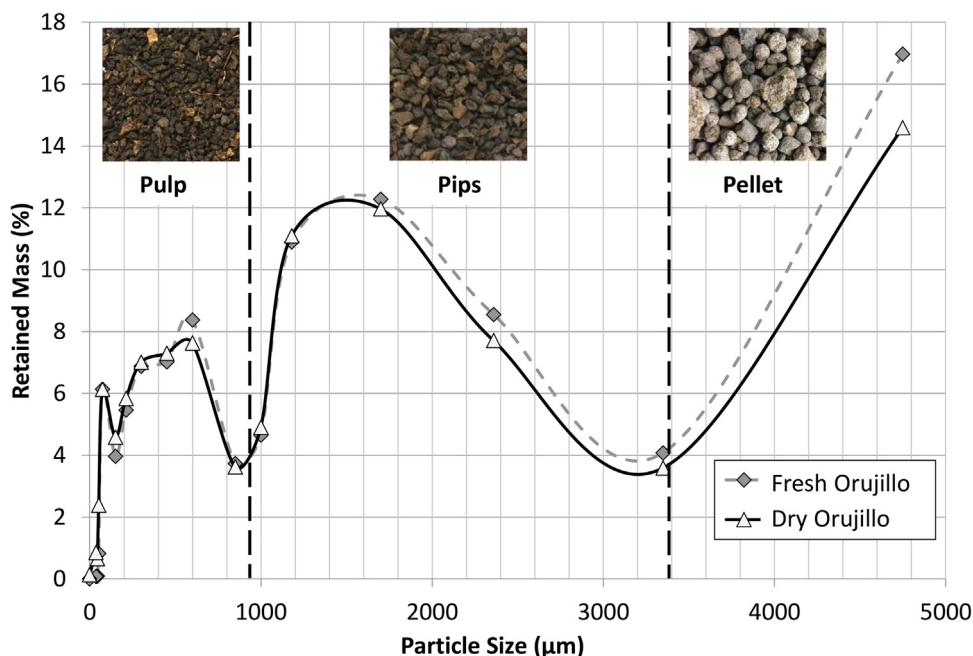 18
16
14
12
10
8
6
4
2
0
Retained Mass (%)
Pulp
Pips
Pellet
Fresh Orujillo
Dry Orujillo
0
1000
2000
3000
4000
5000
Particle Size (μm)